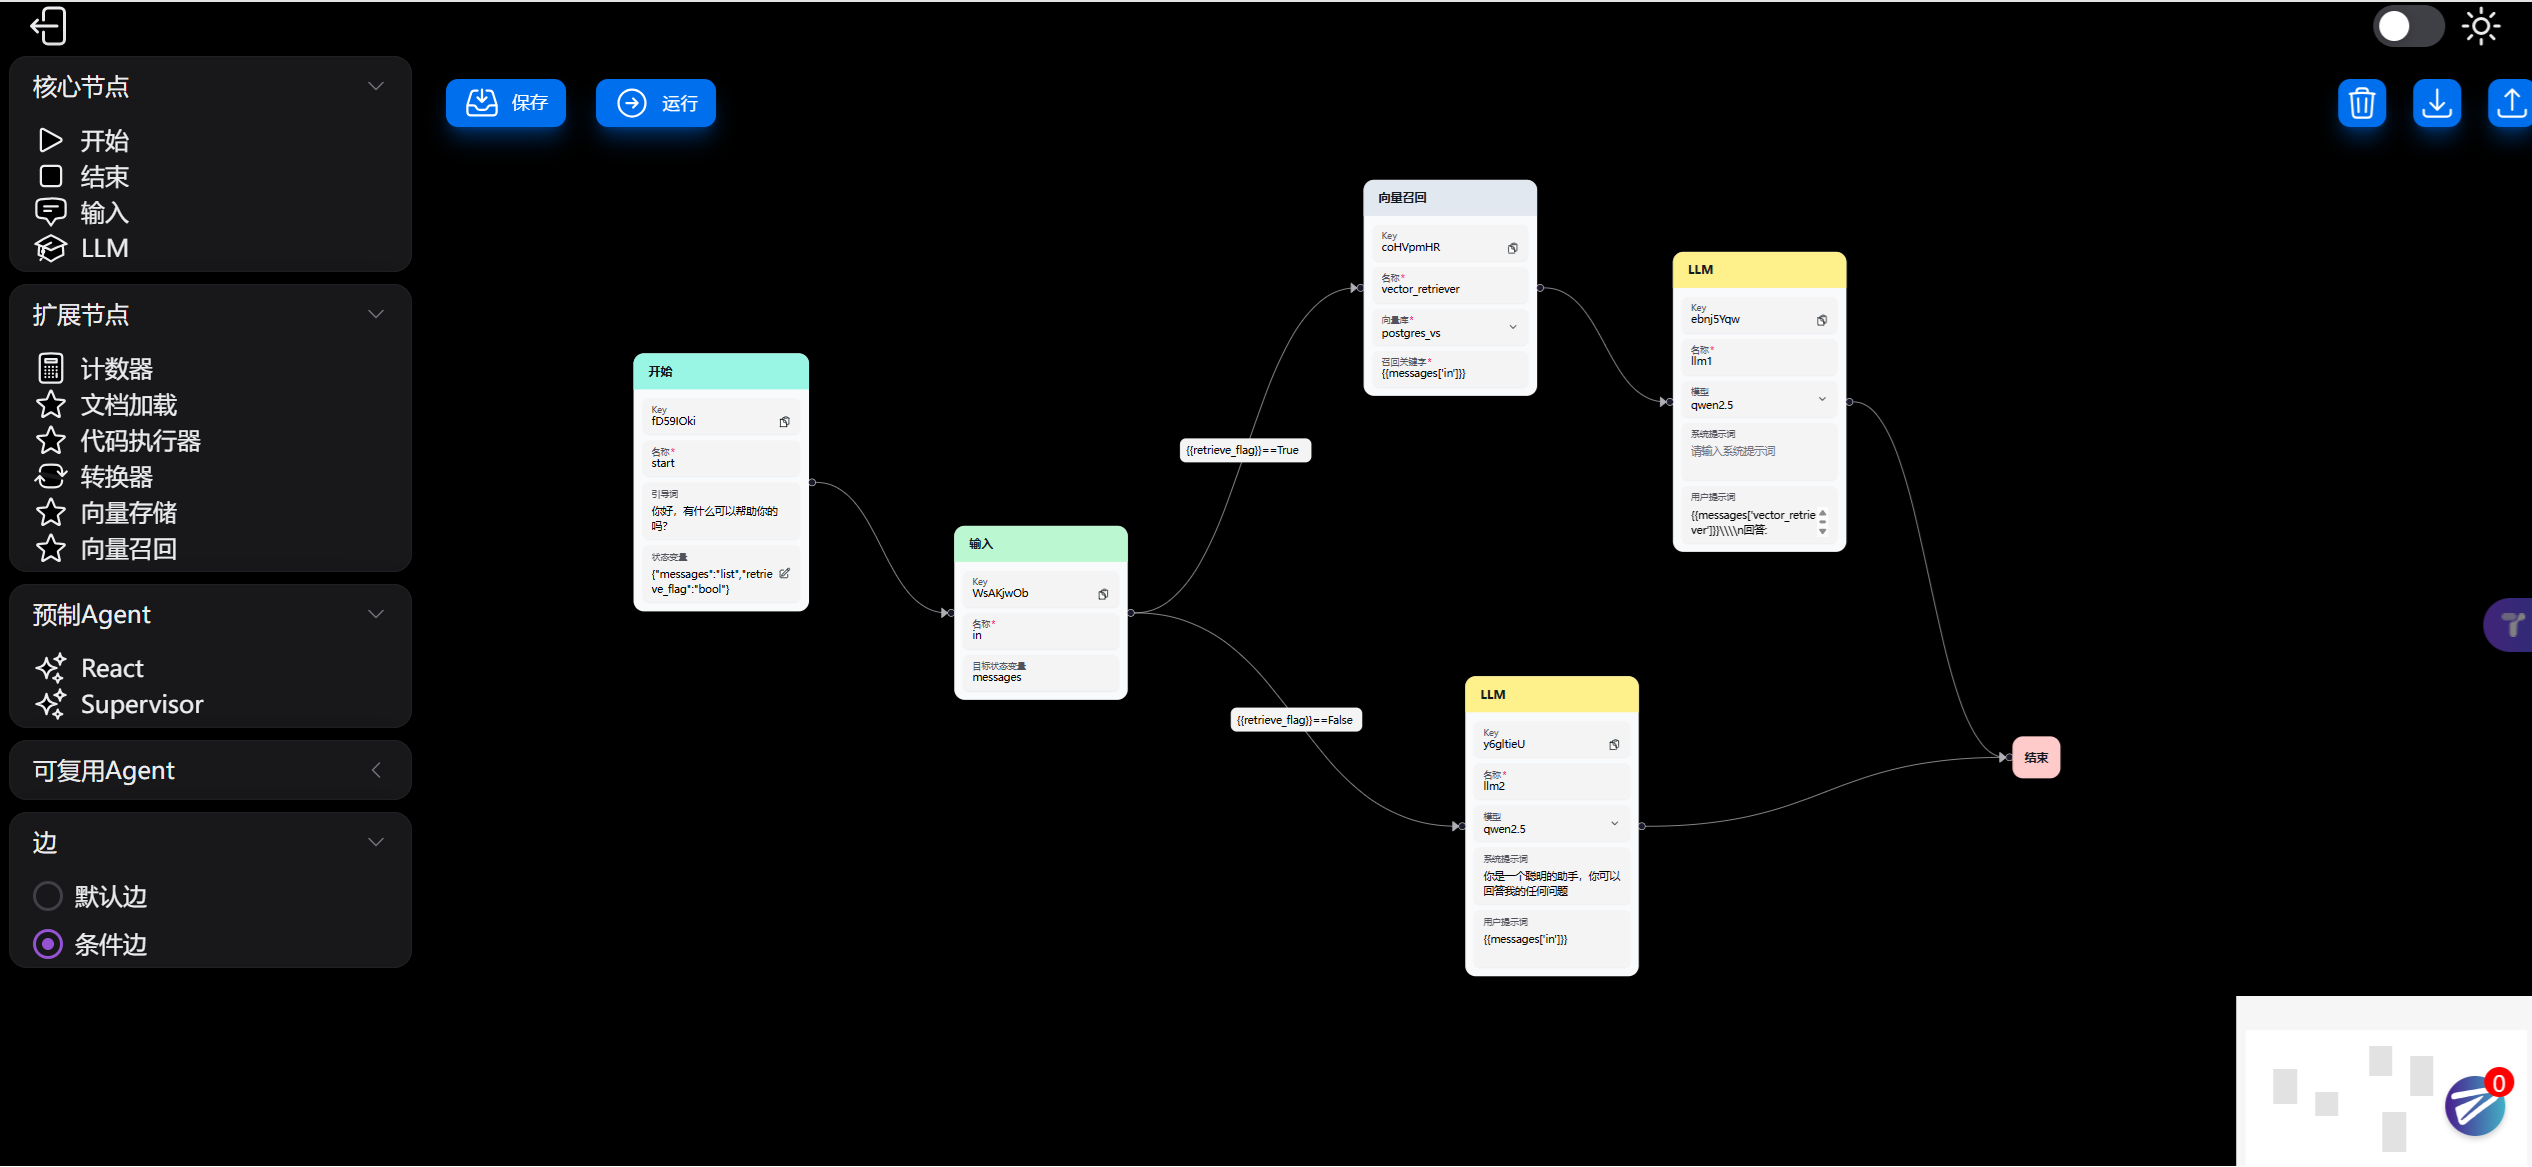 核心节点
开始
结束
输入
LLM
扩展节点
计数器
文档加载
代码执行器
转换器
向量存储
向量召回
预制Agent
React
Supervisor
可复用Agent
边
默认边
条件边
保存
运行
开始
Key
fD59IOki
名称*
start
引导词
你好，有什么可以帮助你的
吗?
状态变量
{"messages":"list","retrie
ve_flag":"bool"}
输入
Key
WsAKjwOb
名称*
in
目标状态变量
messages
{{retrieve_flag}}==True
{{retrieve_flag}}==False
向量召回
Key
coHVpmHR
名称*
vector_retriever
向量库*
postgres_vs
召回关键字*
{{messages['in']}}
LLM
Key
ebnj5Yqw
名称*
llm1
模型
qwen2.5
系统提示词
请输入系统提示词
用户提示词
{{messages['vector_retrie
ver']}}\\\\n回答:
LLM
Key
y6gltieU
名称*
llm2
模型
qwen2.5
系统提示词
你是一个聪明的助手，你可以
回答我的任何问题
用户提示词
{{messages['in']}}
结束
0